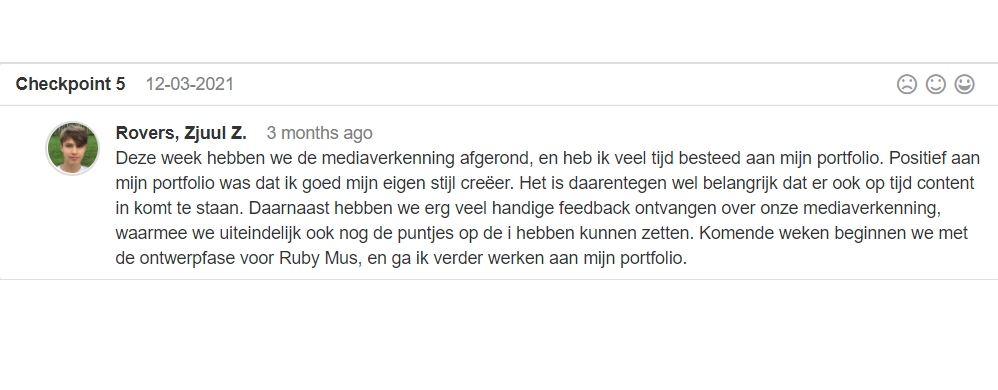 Checkpoint 5 12-03-2021
Rovers, Zjuul Z. 3 months ago
Deze week hebben we de mediaverkenning afgerond, en heb ik veel tijd besteed aan mijn portfolio. Positief aan
mijn portfolio was dat ik goed mijn eigen stijl creëer. Het is daarentegen wel belangrijk dat er ook op tijd content
in komt te staan. Daarnaast hebben we erg veel handige feedback ontvangen over onze mediaverkenning,
waarmee we uiteindelijk ook nog de puntjes op de i hebben kunnen zetten. Komende weken beginnen we met
de ontwerpfase voor Ruby Mus, en ga ik verder werken aan mijn portfolio.